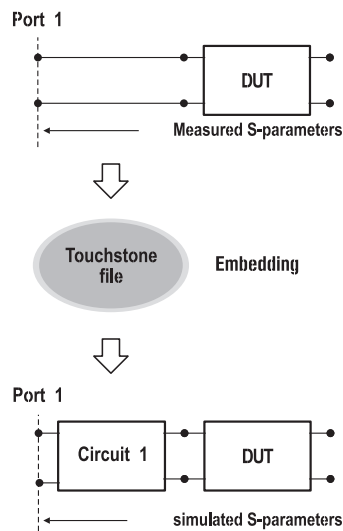 Port 1
DUT
Measured S-parameters
Touchstone
file
Embedding
Port 1
Circuit 1
DUT
simulated S-parameters